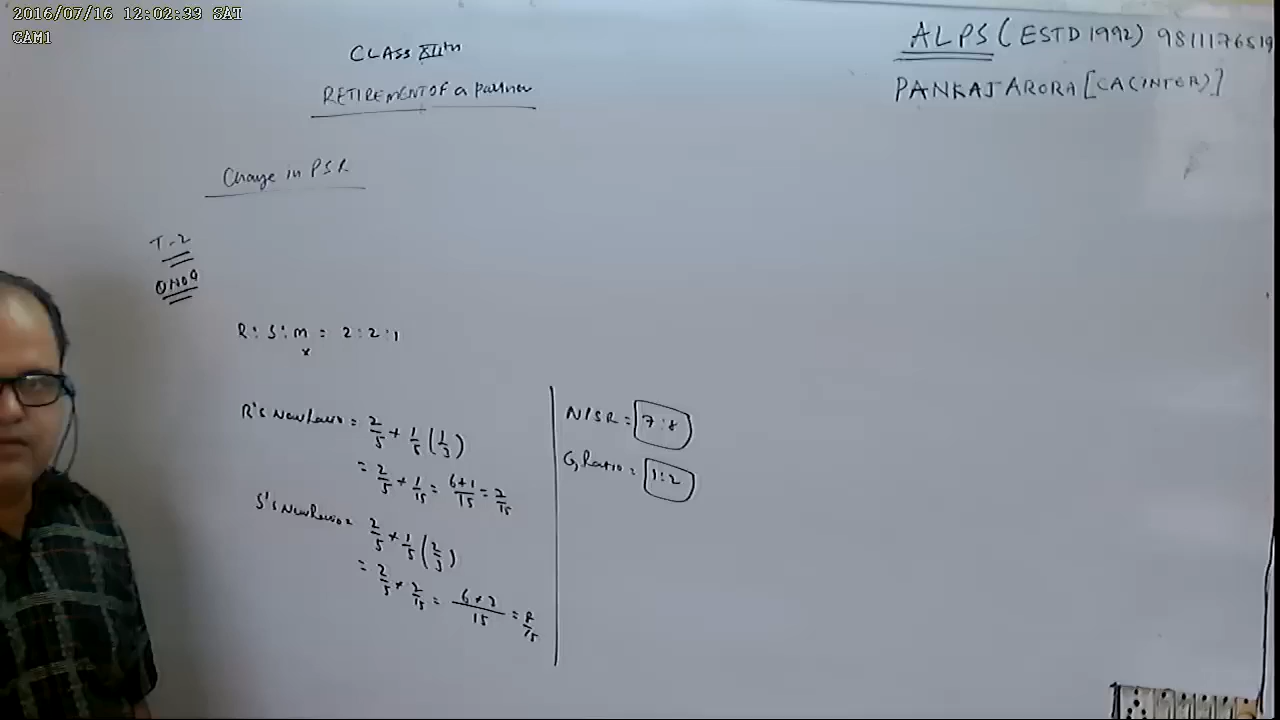 2016/07/16 12:02:39 SAT
CAM1
ALPS (ESTD 1992) 9811176519
PANKAJ ARORA [CA(INTER)]
CLASS XIIth
RETIREMENT OF a partner
Change in PSR
T-2
Q No 9
R : S : M = 2 : 2 : 1
x
R's New Ratio = 2/5 + 1/5 (1/3)
= 2/5 + 1/15 = 6+1/15 = 7/15
S's New Ratio = 2/5 + 1/5 (2/3)
= 2/5 + 2/15 = 6+2/15 = 8/15
NPSR = 7:8
G, Ratio = 1:2